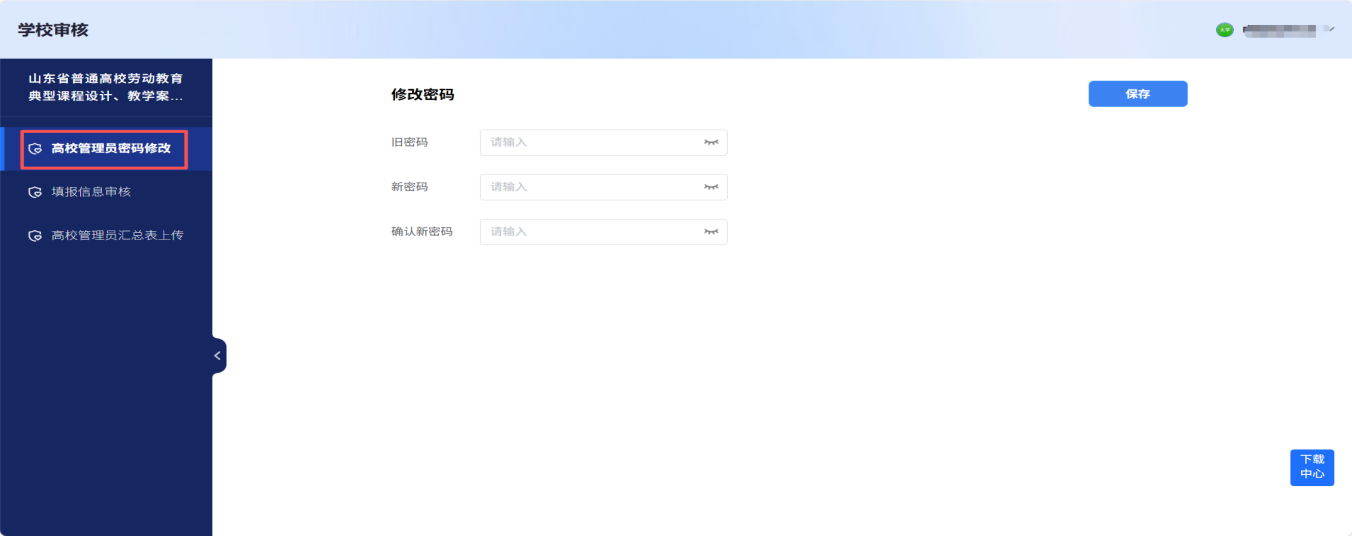 学校审核
大学
山东省普通高校劳动教育
典型课程设计、教学案...
高校管理员密码修改
填报信息审核
高校管理员汇总表上传
修改密码
保存
旧密码 请输入
新密码 请输入
确认新密码 请输入
下载
中心